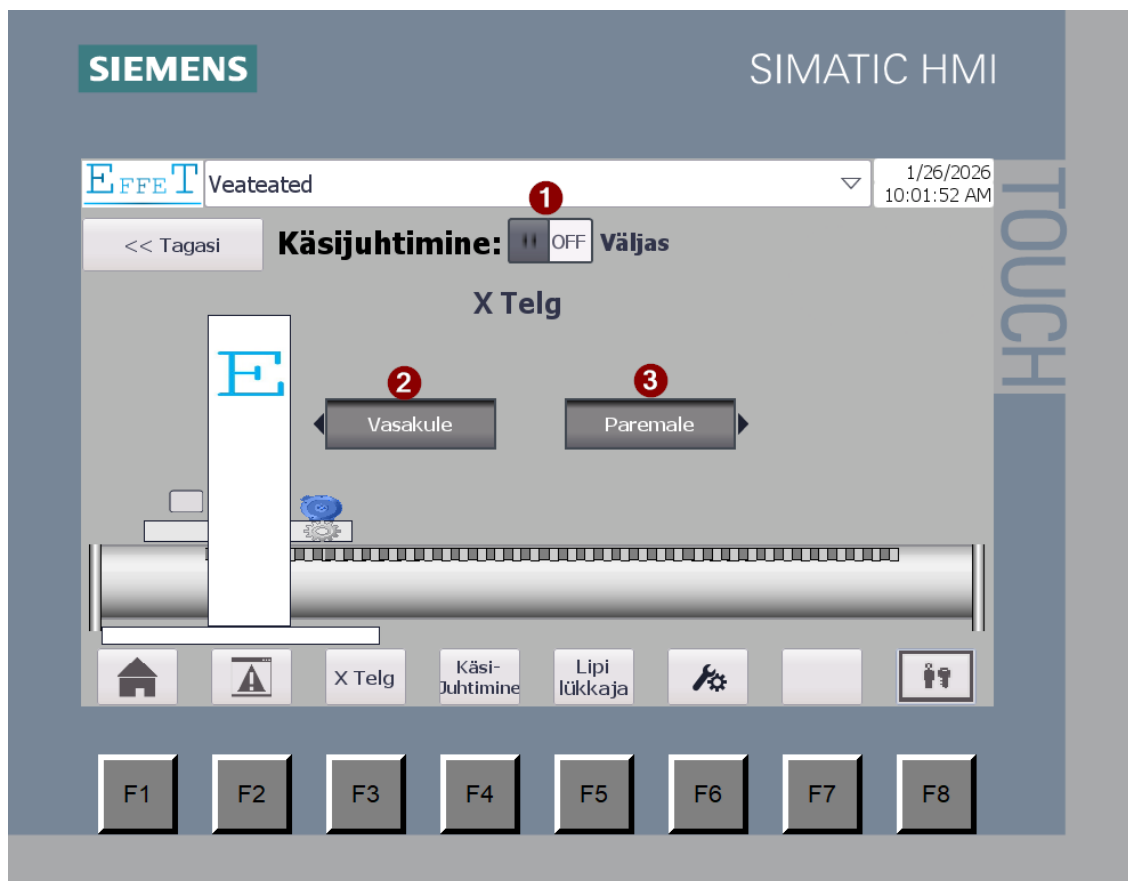 SIEMENS
SIMATIC HMI
TOUCH
EFFET
Veateated
1/26/2026
10:01:52 AM
1
<< Tagasi
Käsijuhtimine:
OFF
Väljas
X Telg
E
2
3
Vasakule
Paremale
X Telg
Käsi-
Juhtimine
Lipi
lükkaja
F1
F2
F3
F4
F5
F6
F7
F8